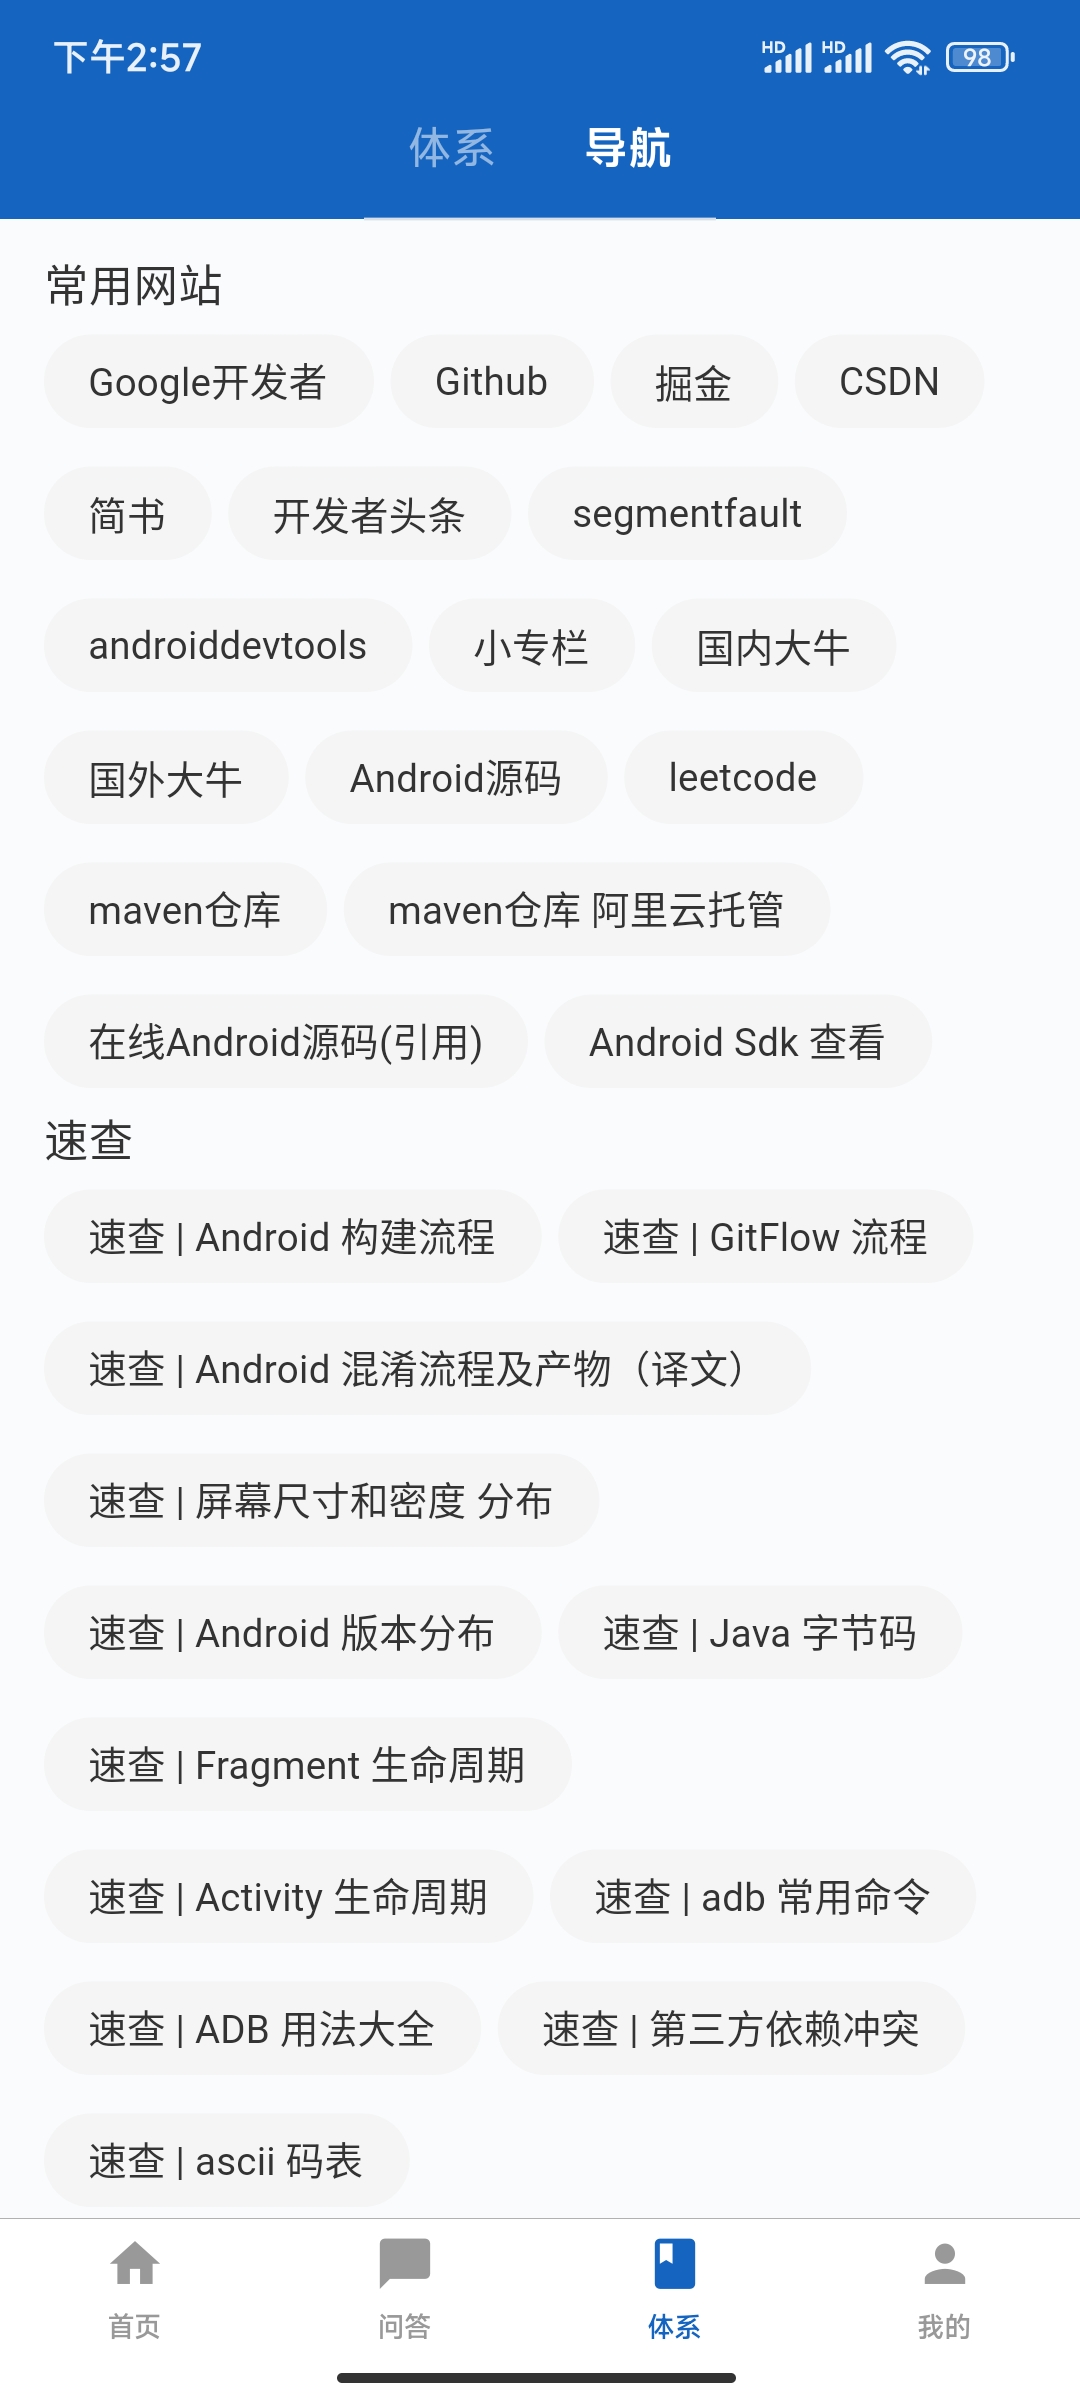 下午2:57
HD HD 98
体系 导航
常用网站
Google开发者 Github 掘金 CSDN
简书 开发者头条 segmentfault
androiddevtools 小专栏 国内大牛
国外大牛 Android源码 leetcode
maven仓库 maven仓库 阿里云托管
在线Android源码(引用) Android Sdk 查看
速查
速查 | Android 构建流程 速查 | GitFlow 流程
速查 | Android 混淆流程及产物（译文）
速查 | 屏幕尺寸和密度 分布
速查 | Android 版本分布 速查 | Java 字节码
速查 | Fragment 生命周期
速查 | Activity 生命周期 速查 | adb 常用命令
速查 | ADB 用法大全 速查 | 第三方依赖冲突
速查 | ascii 码表
首页 问答 体系 我的